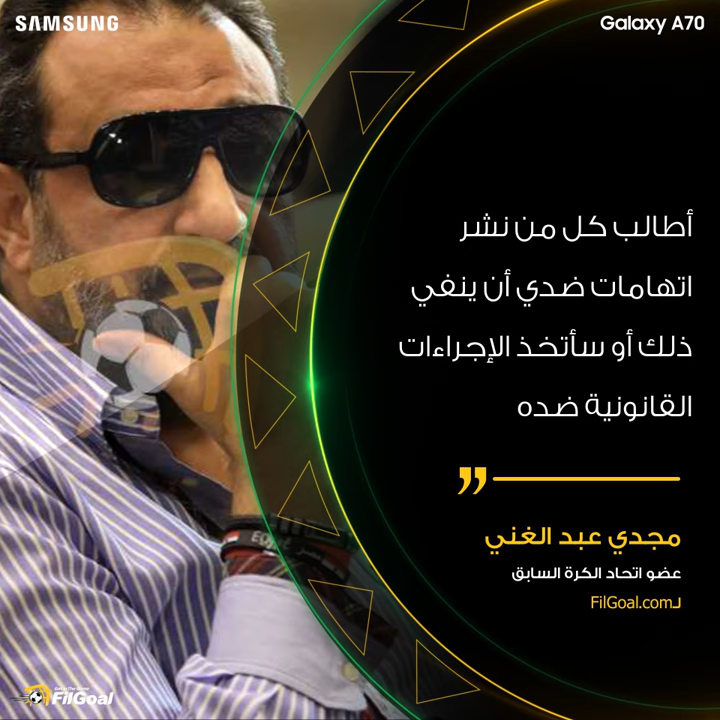 SAMSUNG
Galaxy A70
أطالب كل من نشر
اتهامات ضدي أن ينفي
ذلك أو سأتخذ الإجراءات
القانونية ضده
”
مجدي عبد الغني
عضو اتحاد الكرة السابق
لـFilGoal.com
FilGoal